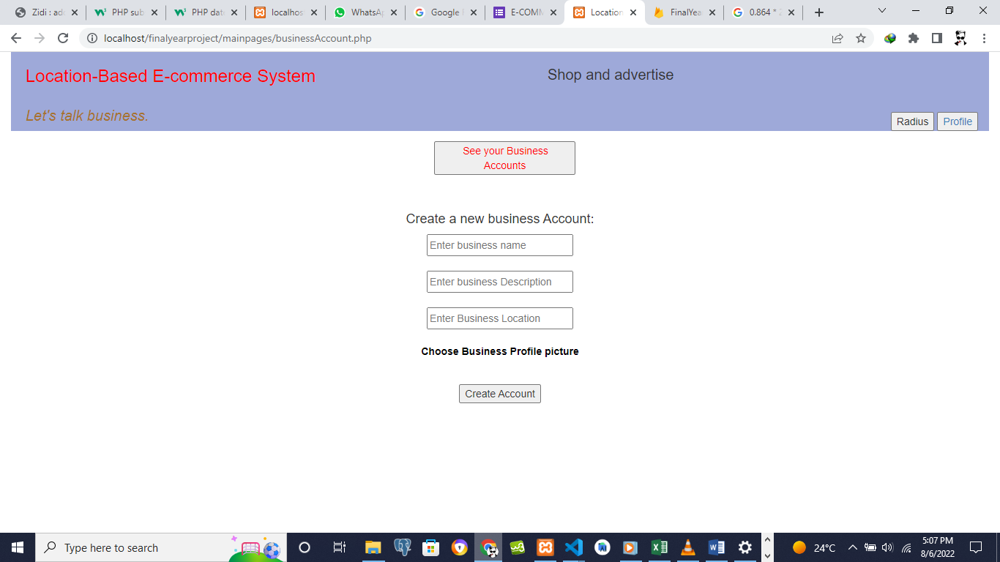 Zidi : ad
PHP sub
PHP dat
localhos
WhatsAp
Google
E-COMM
Location
FinalYea
0.864 *
localhost/finalyearproject/mainpages/businessAccount.php
Location-Based E-commerce System
Shop and advertise
Let's talk business.
Radius
Profile
See your Business
Accounts
Create a new business Account:
Enter business name
Enter business Description
Enter Business Location
Choose Business Profile picture
Create Account
Type here to search
24°C
5:07 PM
8/6/2022